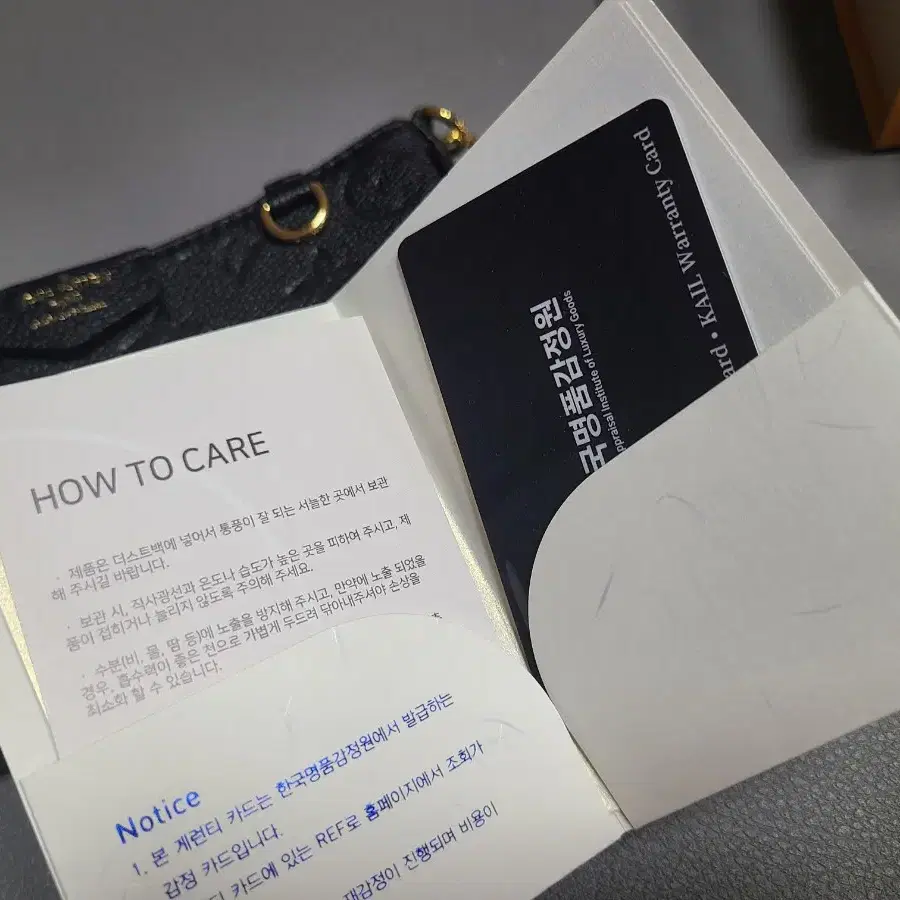 HOW TO CARE
. 제품은 더스트백에 넣어서 통풍이 잘 되는 서늘한 곳에서 보관
해 주시길 바랍니다.
. 보관 시, 직사광선과 온도나 습도가 높은 곳을 피하여 주시고, 제
품이 접히거나 눌리지 않도록 주의해 주세요.
. 수분(비, 물, 땀 등)에 노출을 방지해 주시고, 만약에 노출 되었을
경우, 흡수력이 좋은 천으로 가볍게 두드려 닦아내주셔야 손상을
최소화 할 수 있습니다.
Notice
1. 본 게런티 카드는 한국명품감정원에서 발급하는
감정 카드입니다.
티 카드에 있는 REF로 홈페이지에서 조회가
재감정이 진행되며 비용이
국명품감정원
ppraisal Institute of Luxury Goods
ard • KAIL Warranty Card